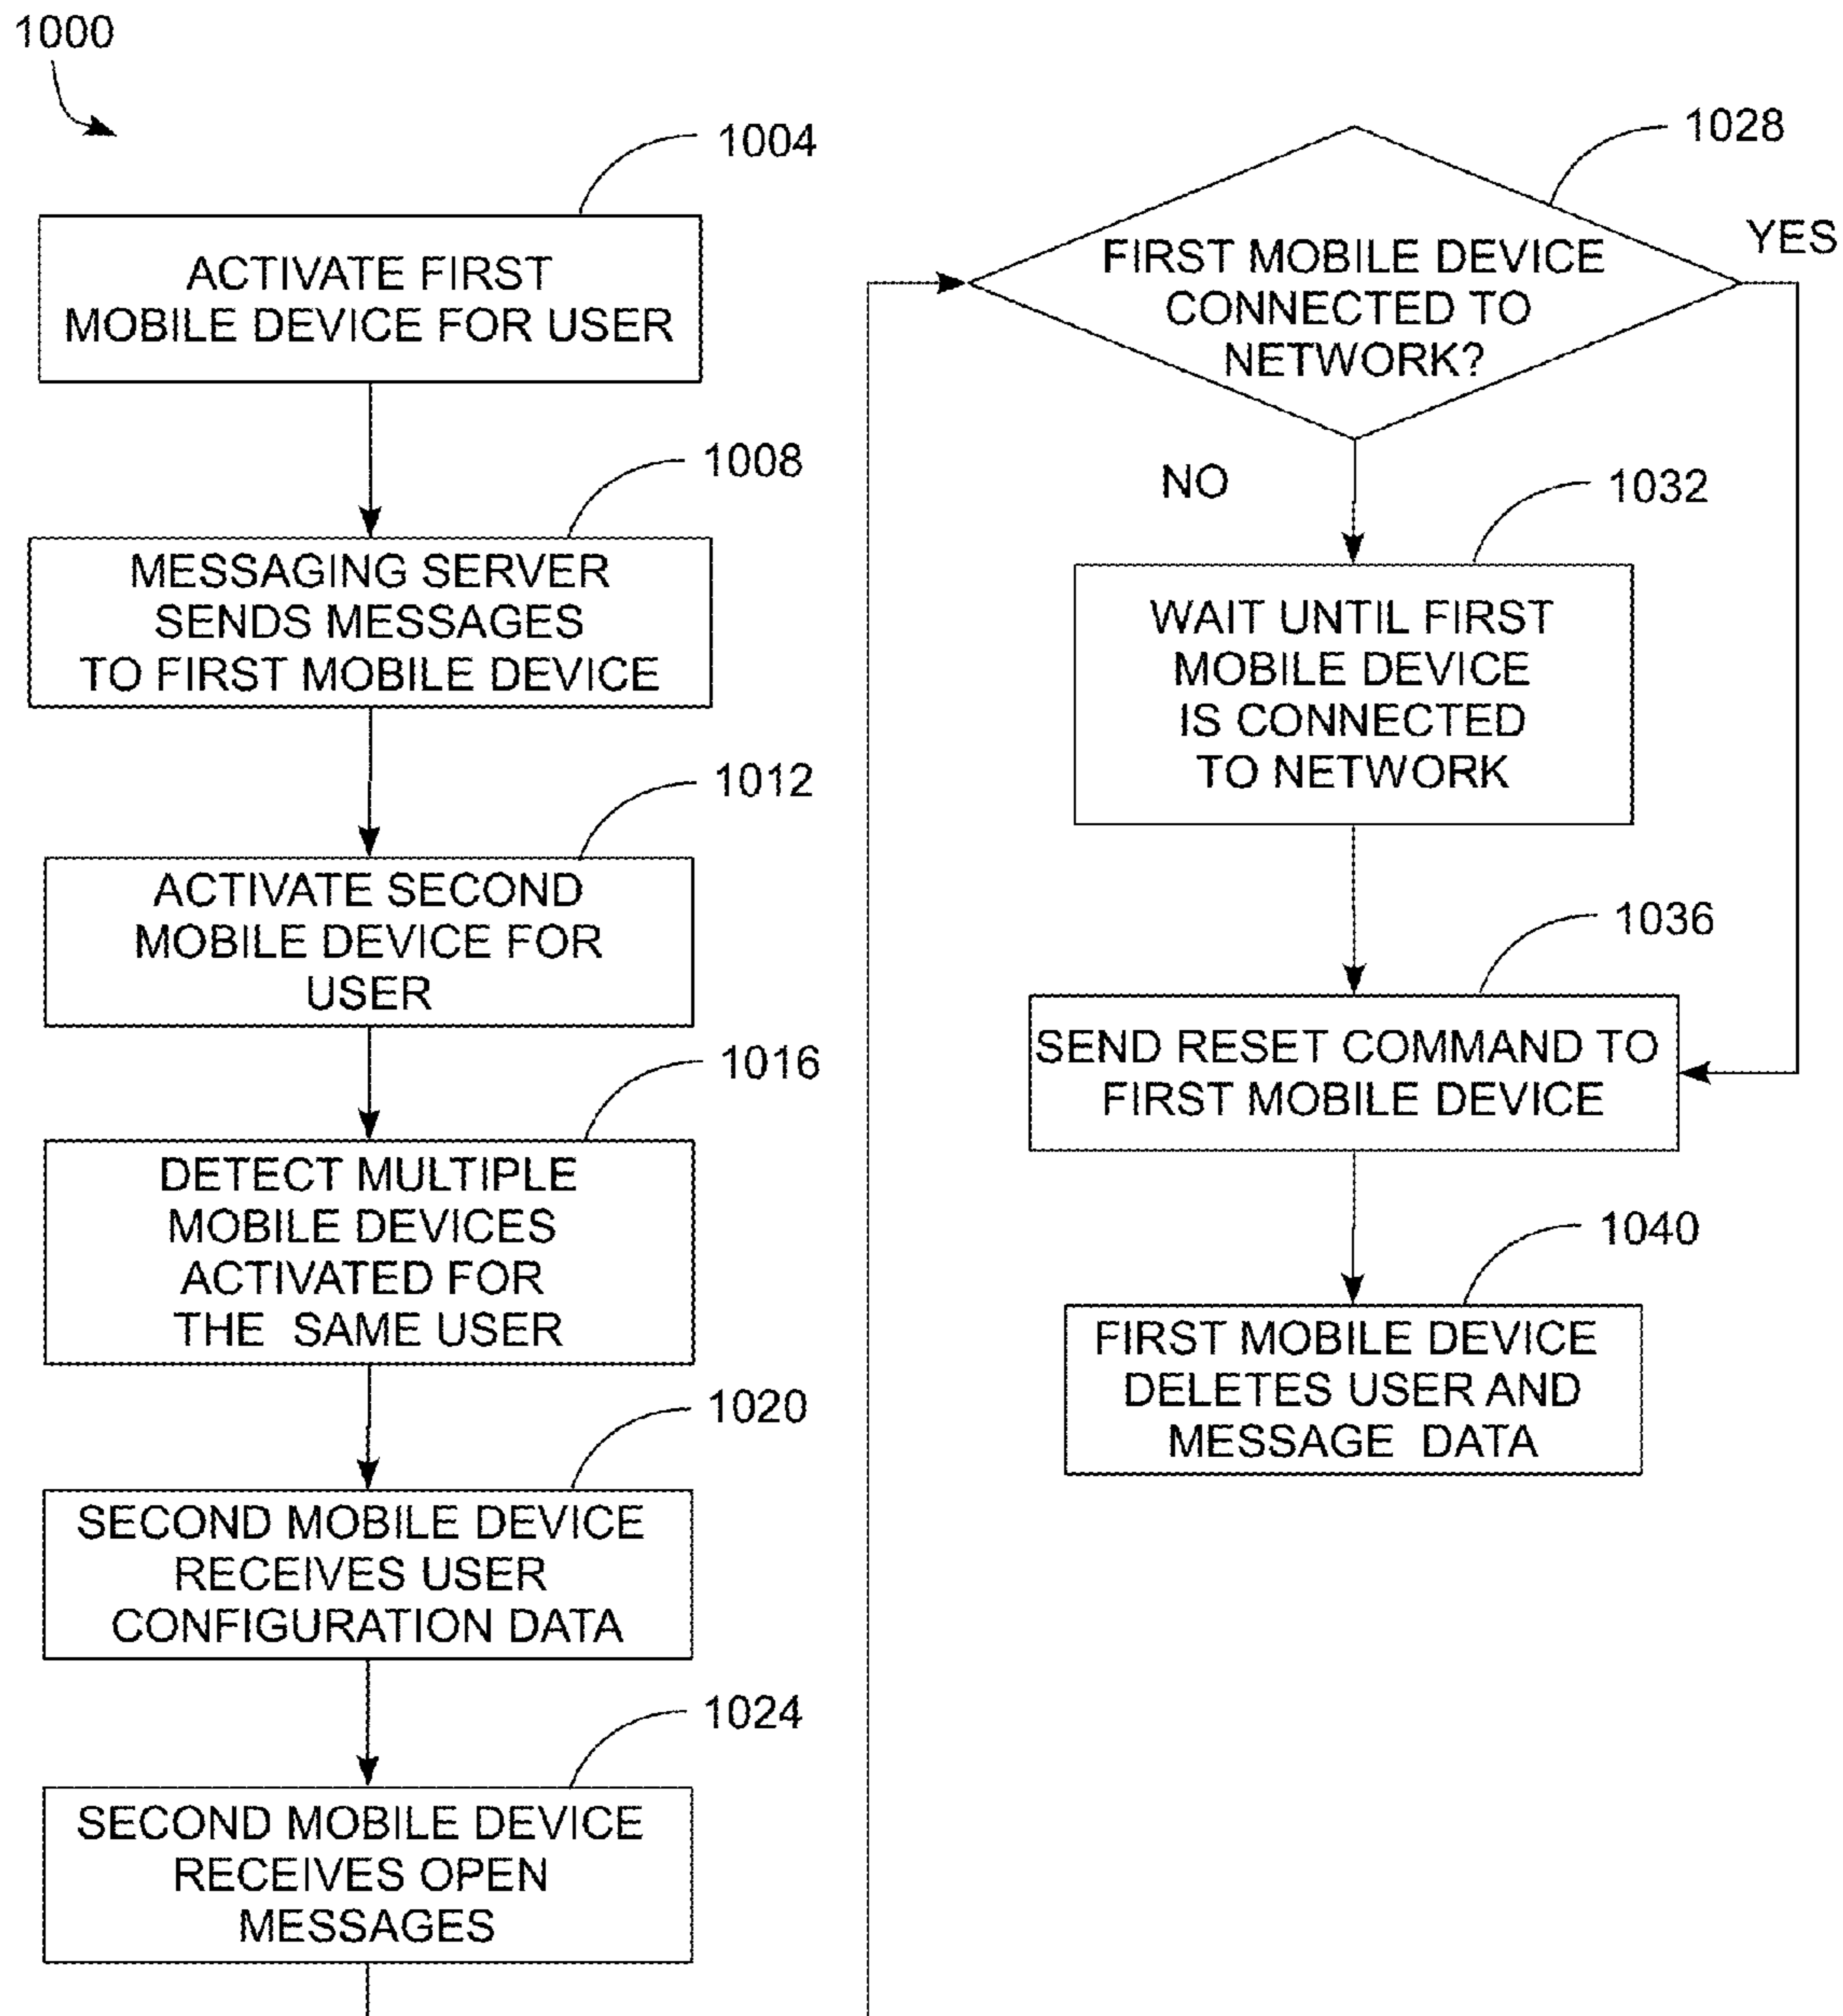 1000
1004
ACTIVATE FIRST
MOBILE DEVICE FOR USER
1008
MESSAGING SERVER
SENDS MESSAGES
TO FIRST MOBILE DEVICE
1012
ACTIVATE SECOND
MOBILE DEVICE FOR
USER
1016
DETECT MULTIPLE
MOBILE DEVICES
ACTIVATED FOR
THE SAME USER
1020
SECOND MOBILE DEVICE
RECEIVES USER
CONFIGURATION DATA
1024
SECOND MOBILE DEVICE
RECEIVES OPEN
MESSAGES
1028
FIRST MOBILE DEVICE
CONNECTED TO
NETWORK?
YES
NO
1032
WAIT UNTIL FIRST
MOBILE DEVICE
IS CONNECTED
TO NETWORK
1036
SEND RESET COMMAND TO
FIRST MOBILE DEVICE
1040
FIRST MOBILE DEVICE
DELETES USER AND
MESSAGE DATA